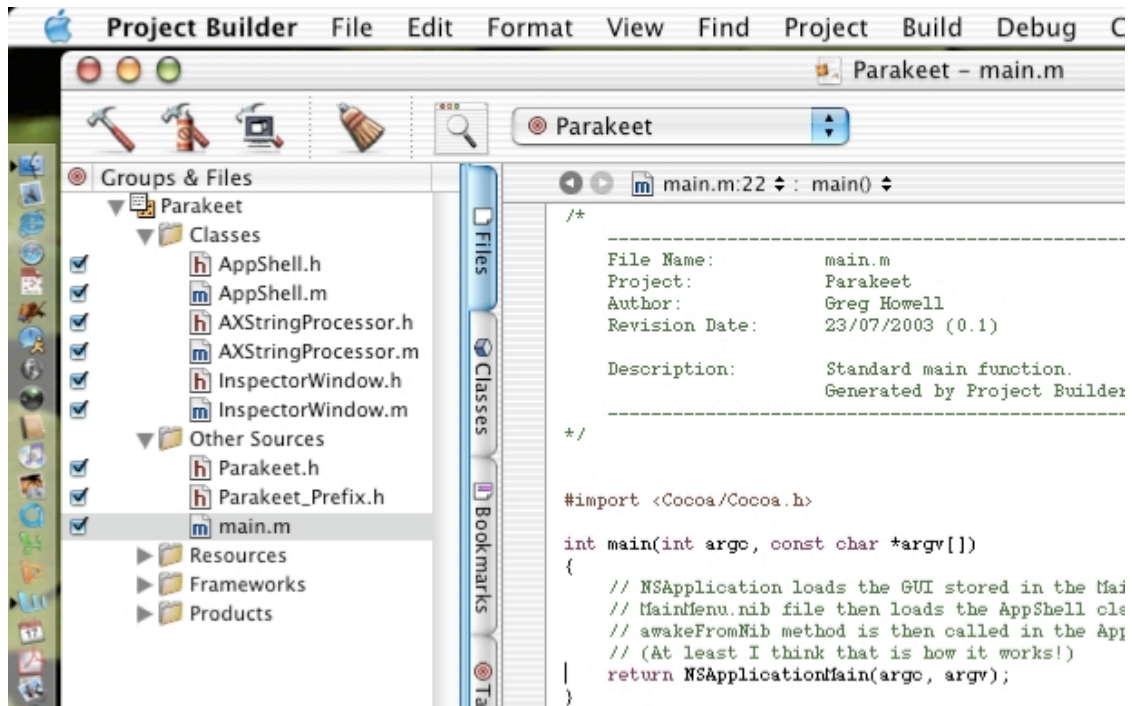 Project Builder File Edit Format View Find Project Build Debug C
Parakeet – main.m
Parakeet
Groups & Files
main.m:22 : main()
Parakeet
Classes
AppShell.h
AppShell.m
AXStringProcessor.h
AXStringProcessor.m
InspectorWindow.h
InspectorWindow.m
Other Sources
Parakeet.h
Parakeet_Prefix.h
main.m
Resources
Frameworks
Products
Files
Classes
Bookmarks
Ta
/*
--------------------------------------------------
File Name: main.m
Project: Parakeet
Author: Greg Howell
Revision Date: 23/07/2003 (0.1)
Description: Standard main function.
Generated by Project Builder
--------------------------------------------------
*/
#import <Cocoa/Cocoa.h>
int main(int argc, const char *argv[])
{
// NSApplication loads the GUI stored in the Mai
// MainMenu.nib file then loads the AppShell cla
// awakeFromNib method is then called in the App
// (At least I think that is how it works!)
return NSApplicationMain(argc, argv);
}
17